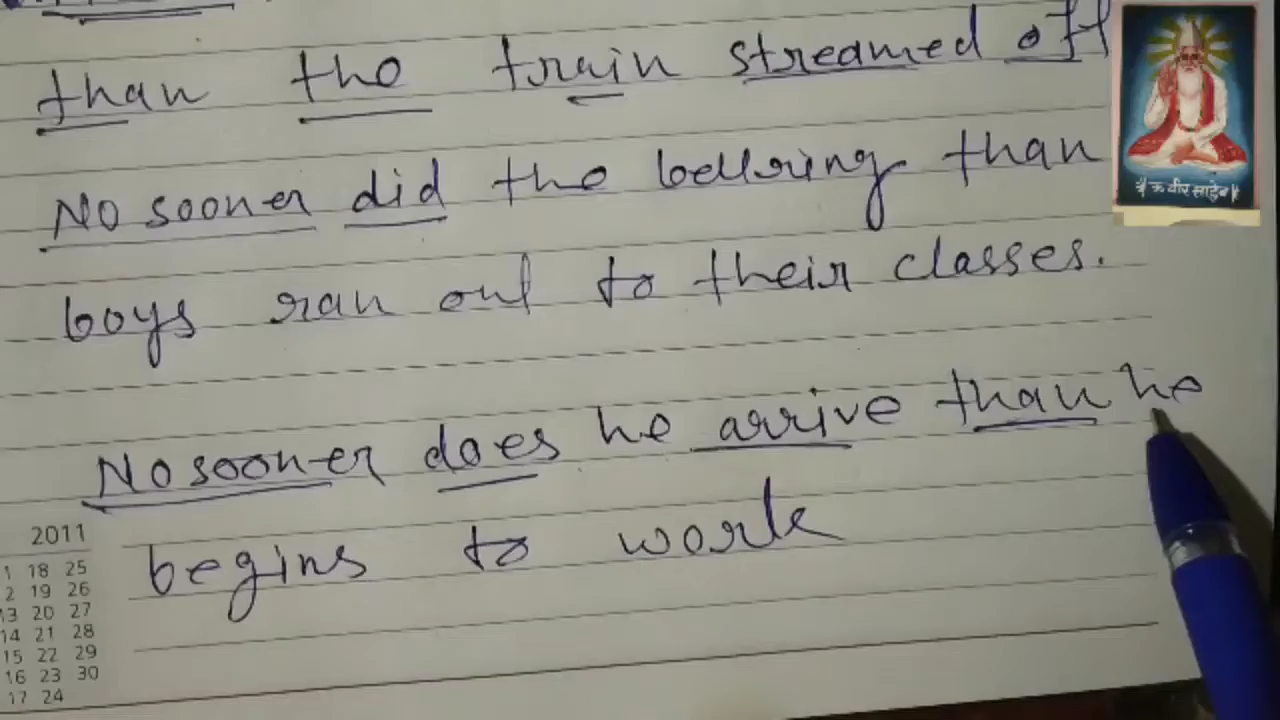 than the train streamed off
No sooner did the bellring than
boys ran out to their classes.
No sooner does he arrive than he
begins to work
2011
1 18 25
2 19 26
13 20 27
14 21 28
15 22 29
16 23 30
17 24